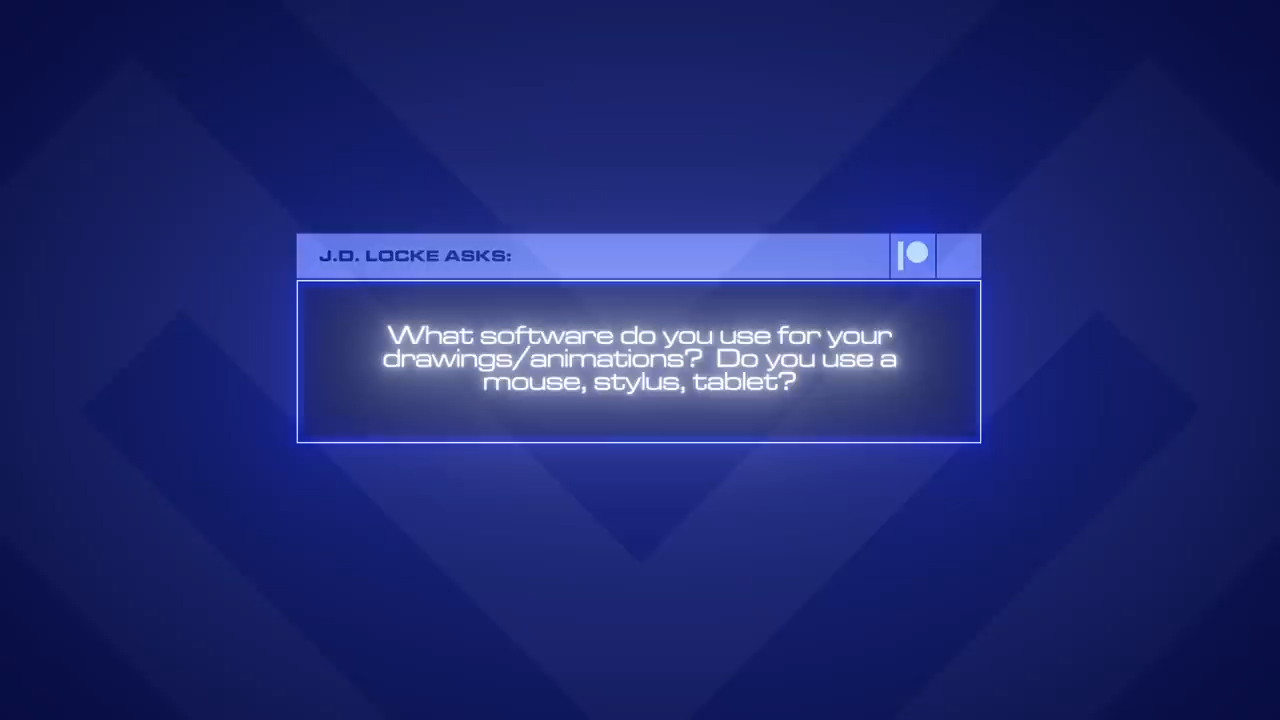 J.D. LOCKE ASKS:
What software do you use for your
drawings/animations?  Do you use a
mouse, stylus, tablet?